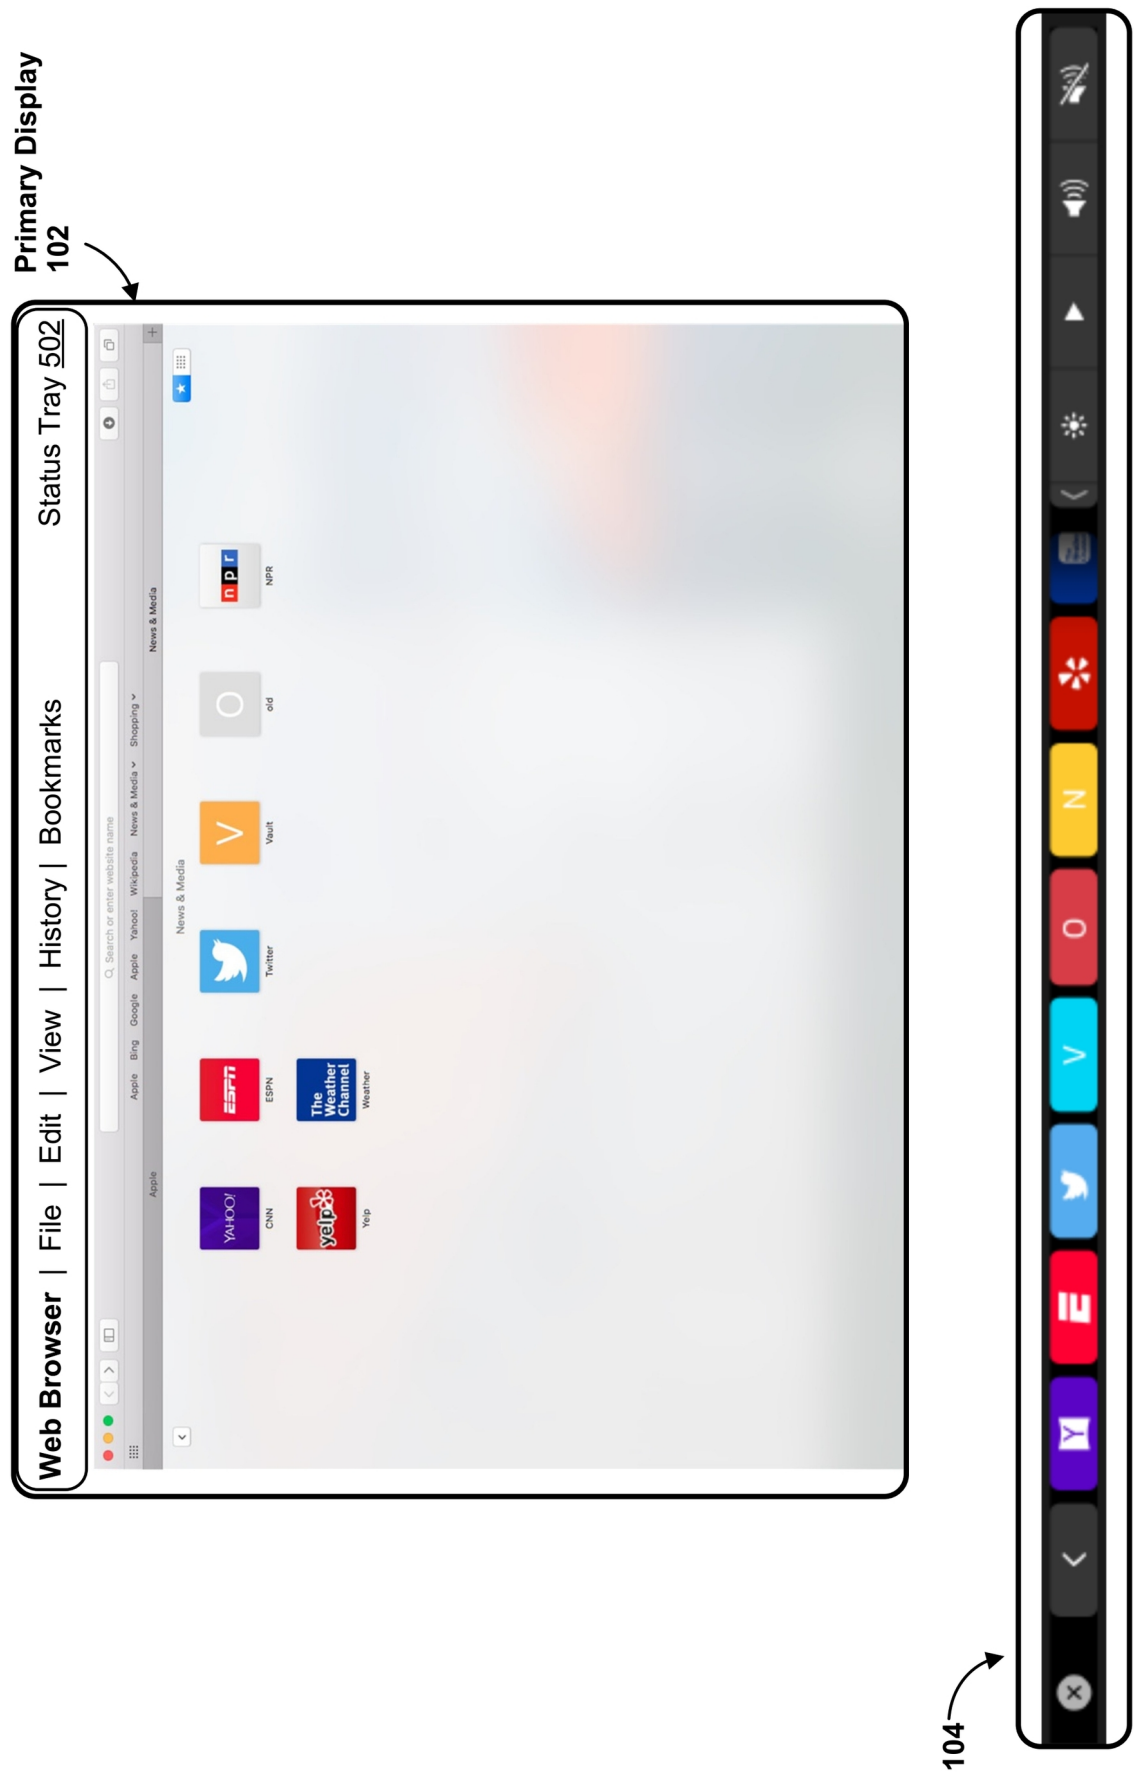 Primary Display
102
Web Browser | File | Edit | View | History | Bookmarks Status Tray 502
Search or enter website name
Apple Bing Google Apple Yahoo! Wikipedia News & Media Shopping
Apple News & Media +
News & Media
YAHOO! ESPN V O npr
CNN ESPN Twitter Vault old NPR
yelp The
Weather
Channel
Yelp Weather
104
Y E V O N